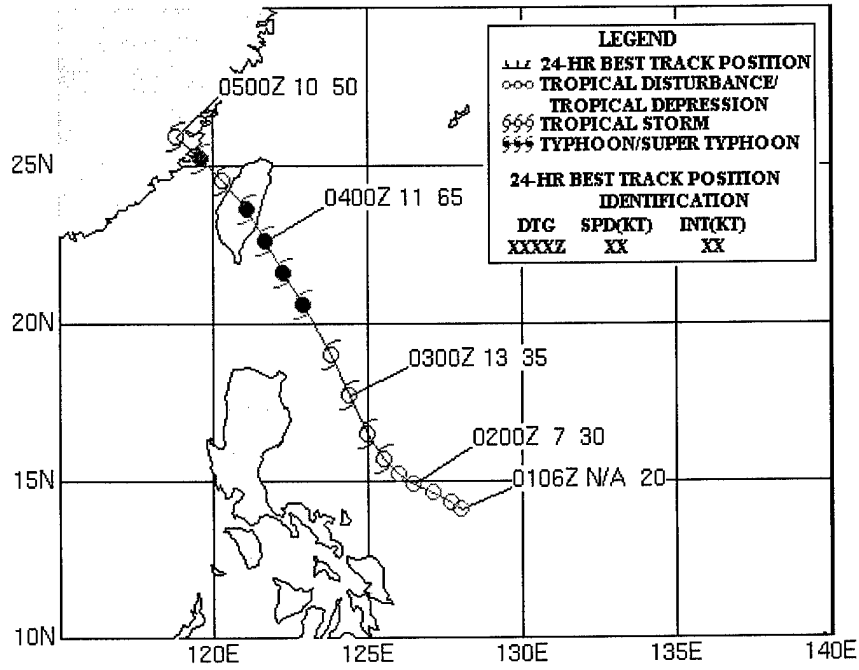 LEGEND
24-HR BEST TRACK POSITION
TROPICAL DISTURBANCE/
TROPICAL DEPRESSION
TROPICAL STORM
TYPHOON/SUPER TYPHOON
24-HR BEST TRACK POSITION
IDENTIFICATION
DTG SPD(KT) INT(KT)
XXXXZ XX XX
0500Z 10 50
25N
0400Z 11 65
20N
0300Z 13 35
0200Z 7 30
15N
0106Z N/A 20
10N
120E 125E 130E 135E 140E